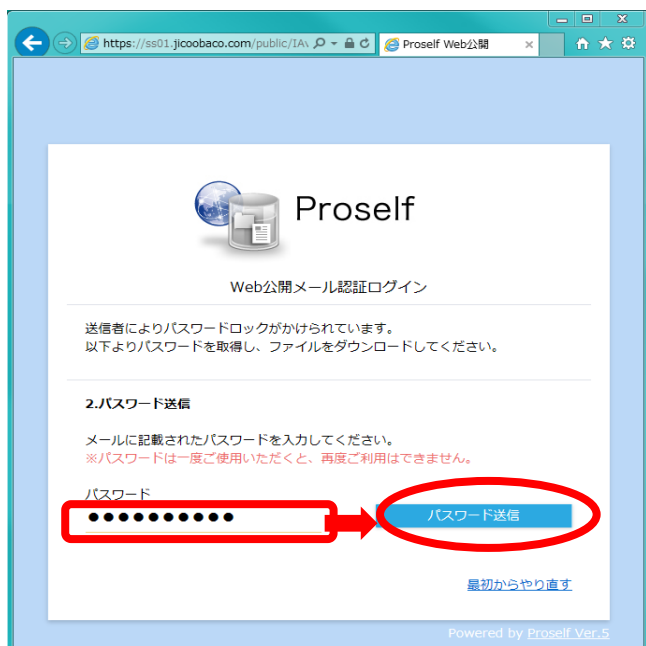 https://ss01.jicoobaco.com/public/IA
Proself Web公開
Proself
Web公開メール認証ログイン
送信者によりパスワードロックがかけられています。
以下よりパスワードを取得し、ファイルをダウンロードしてください。
2.パスワード送信
メールに記載されたパスワードを入力してください。
※パスワードは一度ご使用いただくと、再度ご利用はできません。
パスワード
●●●●●●●●●●
パスワード送信
最初からやり直す
Powered by Proself Ver.5